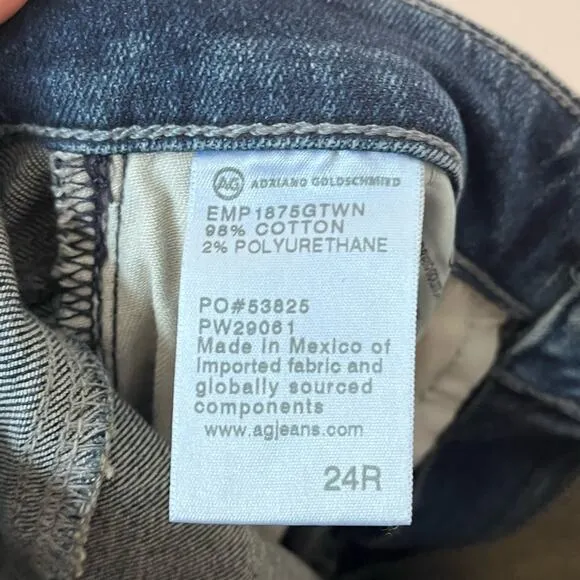 AG ADRIANO GOLDSCHMIED
EMP1875GTWN
98% COTTON
2% POLYURETHANE
PO#53825
PW29061
Made in Mexico of
imported fabric and
globally sourced
components
www.agjeans.com
24R